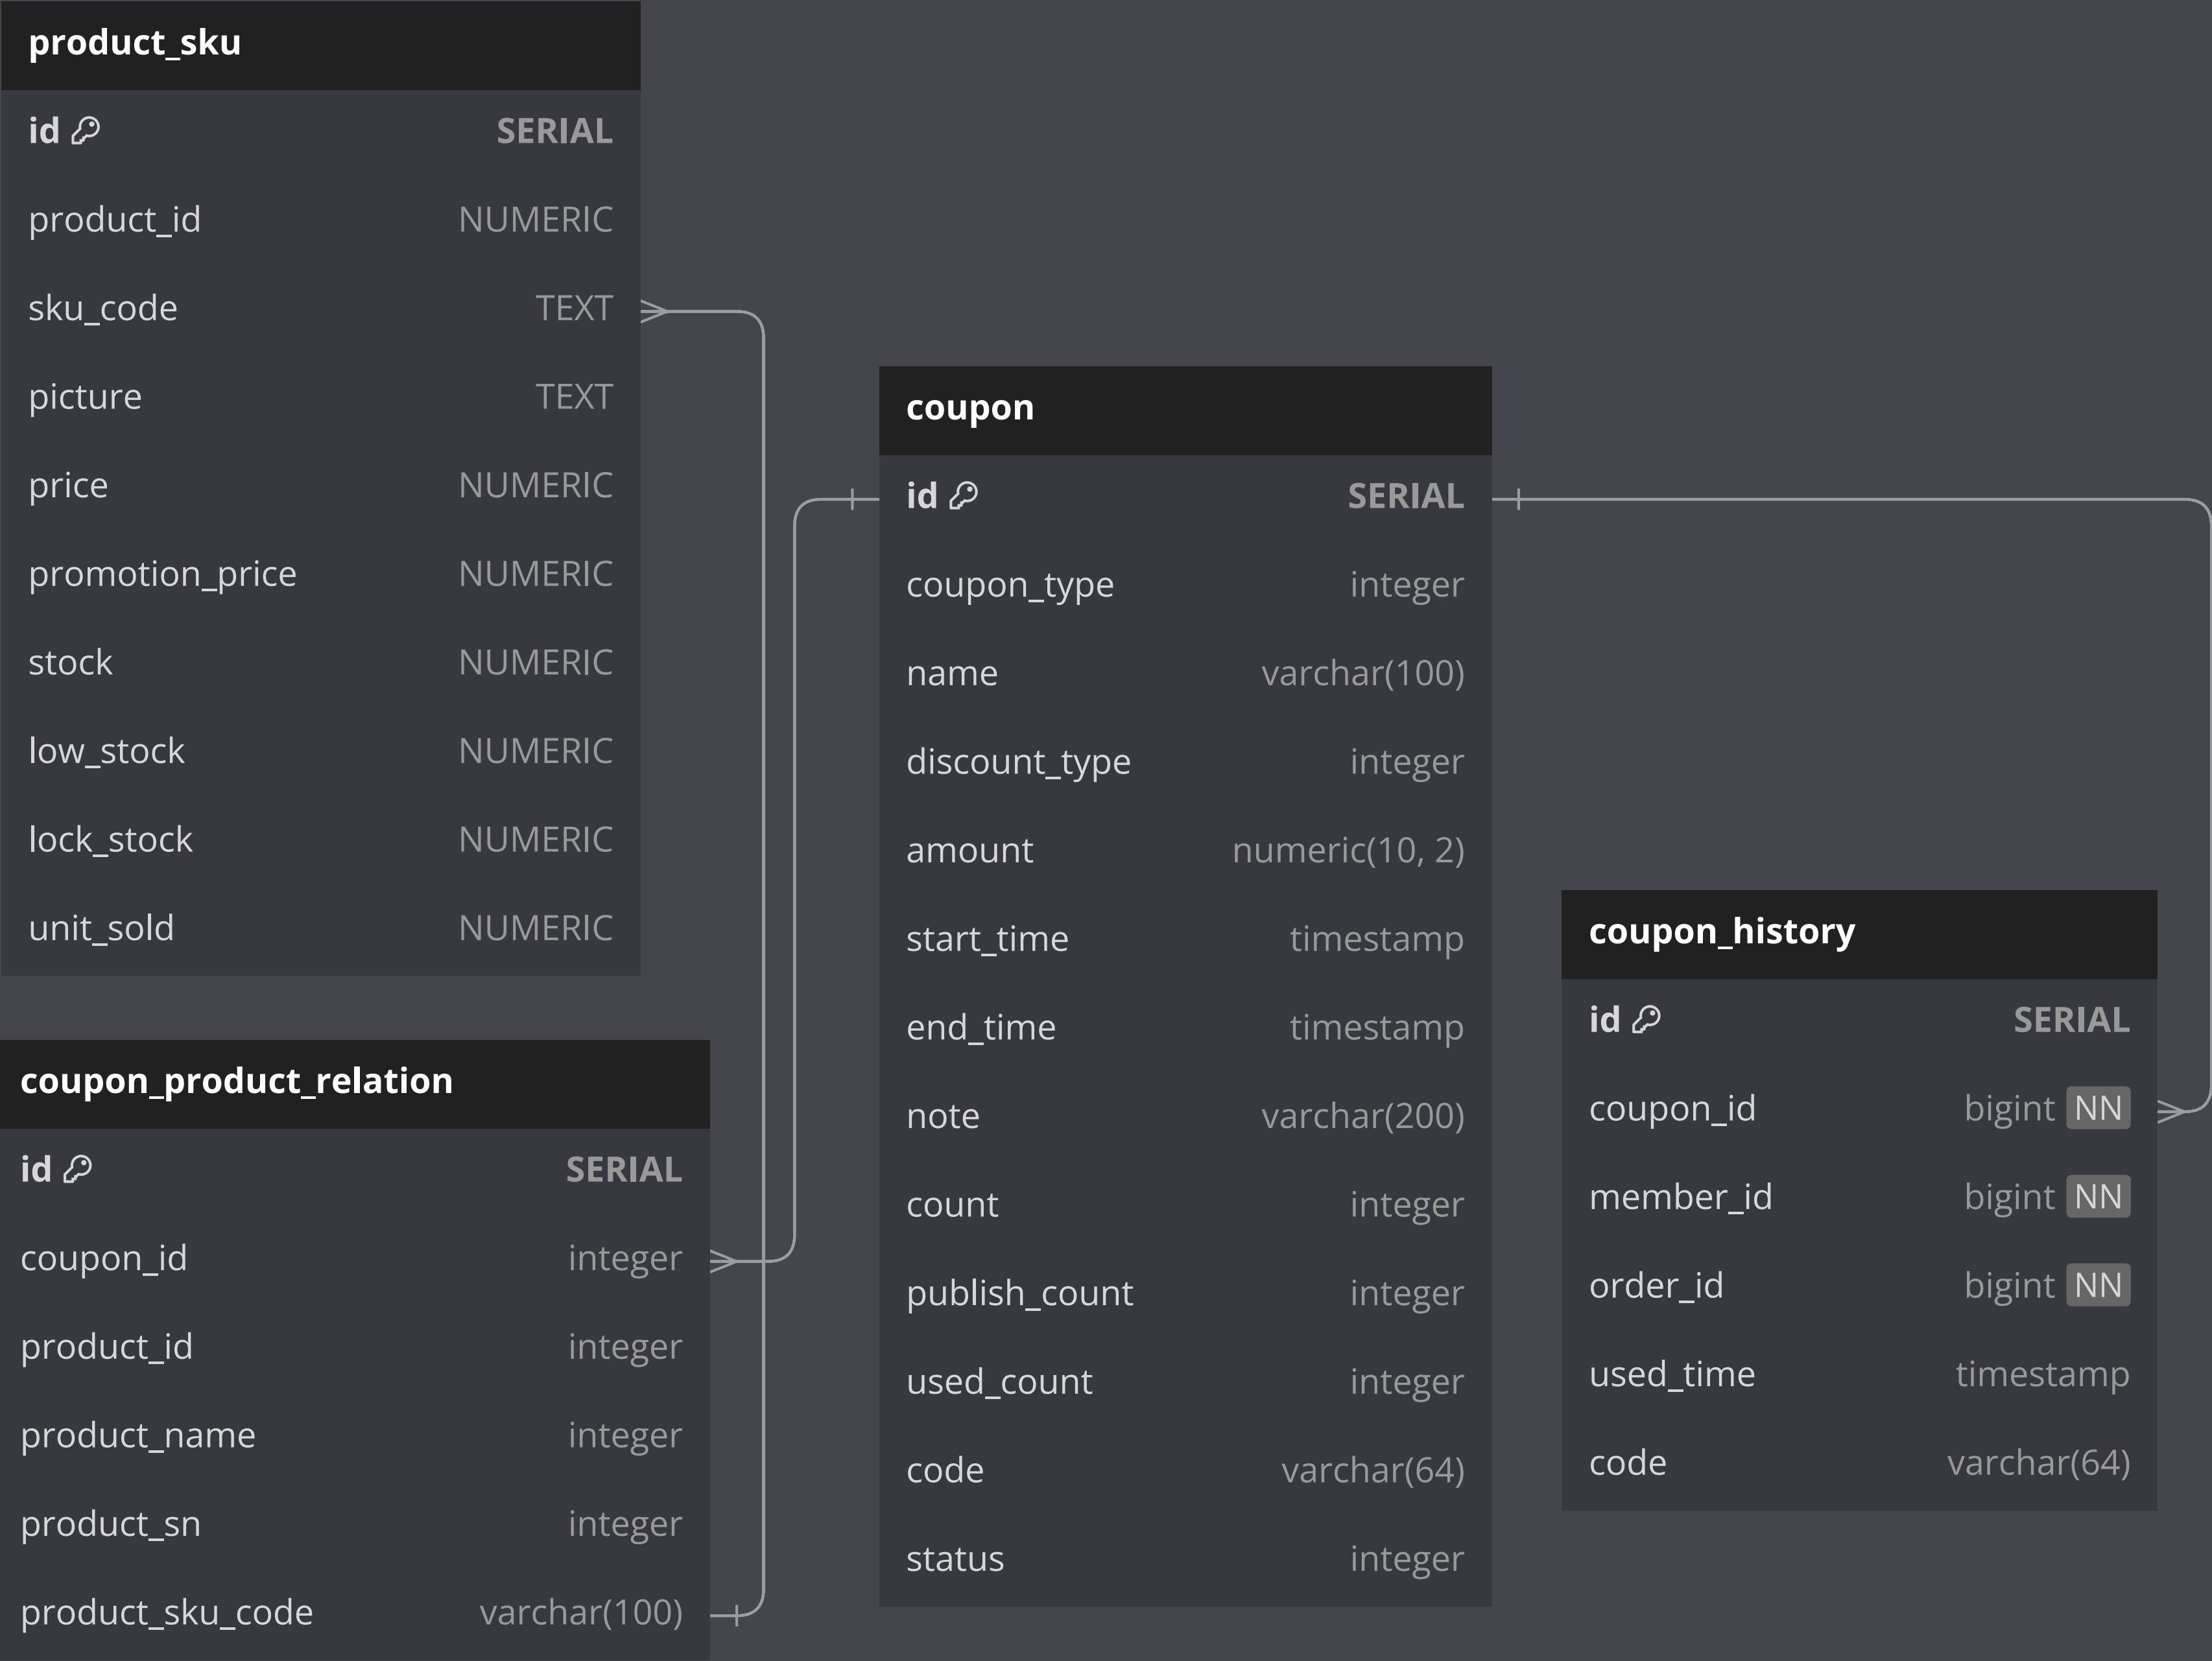 product_sku
id SERIAL
product_id NUMERIC
sku_code TEXT
picture TEXT
price NUMERIC
promotion_price NUMERIC
stock NUMERIC
low_stock NUMERIC
lock_stock NUMERIC
unit_sold NUMERIC
coupon_product_relation
id SERIAL
coupon_id integer
product_id integer
product_name integer
product_sn integer
product_sku_code varchar(100)
coupon
id SERIAL
coupon_type integer
name varchar(100)
discount_type integer
amount numeric(10, 2)
start_time timestamp
end_time timestamp
note varchar(200)
count integer
publish_count integer
used_count integer
code varchar(64)
status integer
coupon_history
id SERIAL
coupon_id bigint NN
member_id bigint NN
order_id bigint NN
used_time timestamp
code varchar(64)